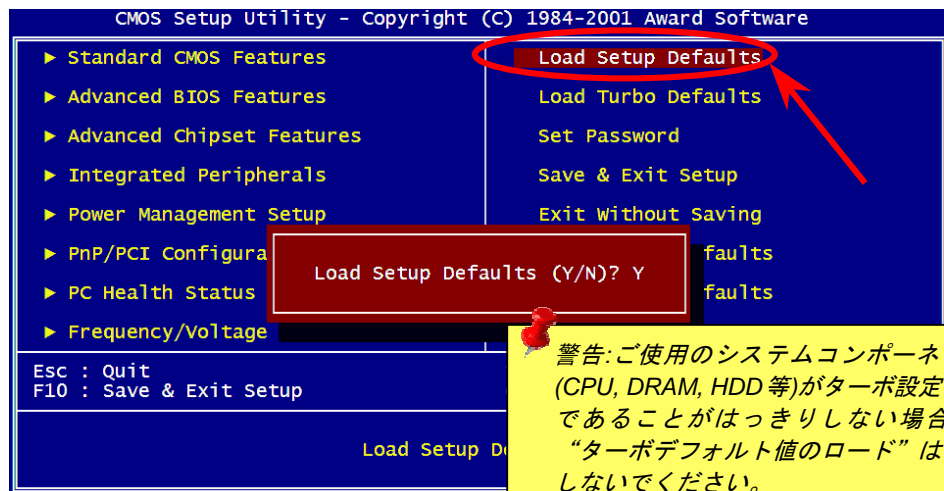 CMOS Setup Utility - Copyright (C) 1984-2001 Award Software
► Standard CMOS Features
► Advanced BIOS Features
► Advanced Chipset Features
► Integrated Peripherals
► Power Management Setup
► PnP/PCI Configura
► PC Health Status
► Frequency/Voltage
Load Setup Defaults
Load Turbo Defaults
Set Password
Save & Exit Setup
Exit Without Saving
faults
faults
Load Setup Defaults (Y/N)? Y
Esc : Quit
F10 : Save & Exit Setup
Load Setup De
警告:ご使用のシステムコンポーネ
(CPU, DRAM, HDD等)がターボ設定
であることがはっきりしない場合
“ターボデフォルト値のロード”は
しないでください。